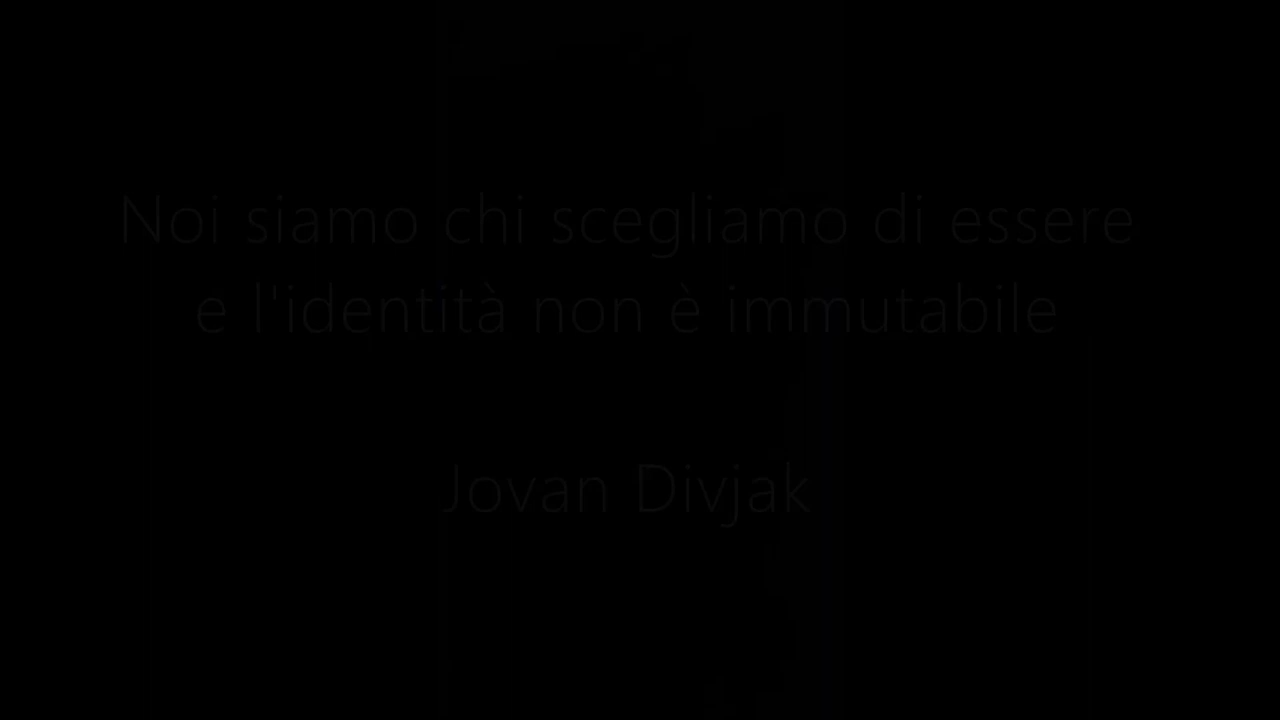 Noi siamo chi scegliamo di essere
e l'identità non è immutabile
Jovan Divjak